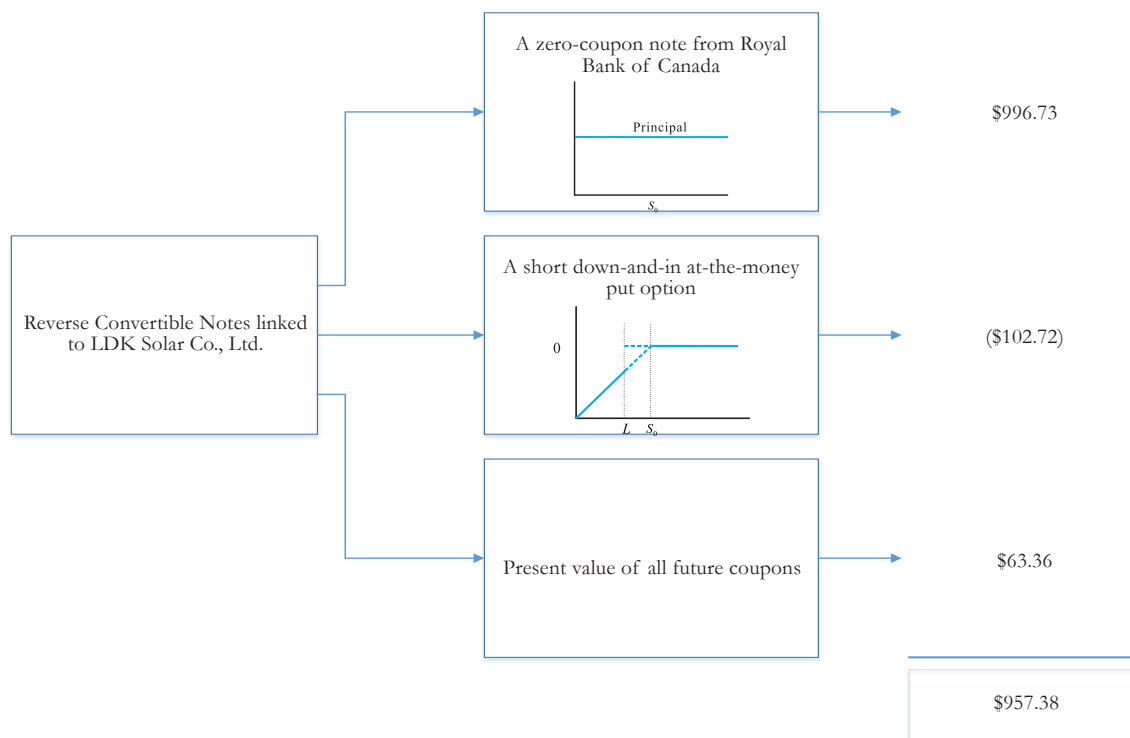 A zero-coupon note from Royal
Bank of Canada
Principal
S₀
$996.73
Reverse Convertible Notes linked
to LDK Solar Co., Ltd.
A short down-and-in at-the-money
put option
0
L S₀
($102.72)
Present value of all future coupons
$63.36
$957.38